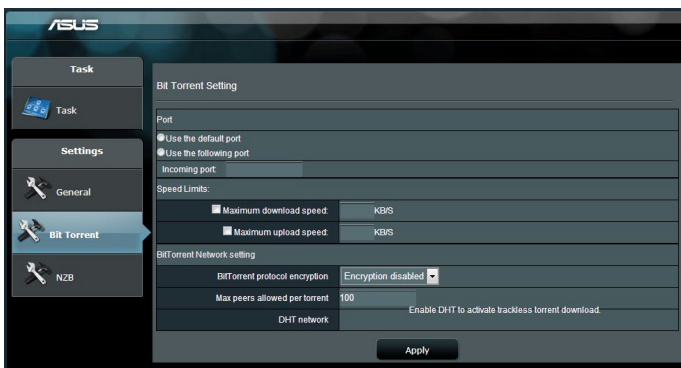 ASUS
Task
Task
Settings
General
Bit Torrent
NZB
Bit Torrent Setting
Port
Use the default port
Use the following port
Incoming port:
Speed Limits:
Maximum download speed: KB/S
Maximum upload speed: KB/S
BitTorrent Network setting
BitTorrent protocol encryption Encryption disabled
Max peers allowed per torrent 100
Enable DHT to activate trackless torrent download.
DHT network
Apply